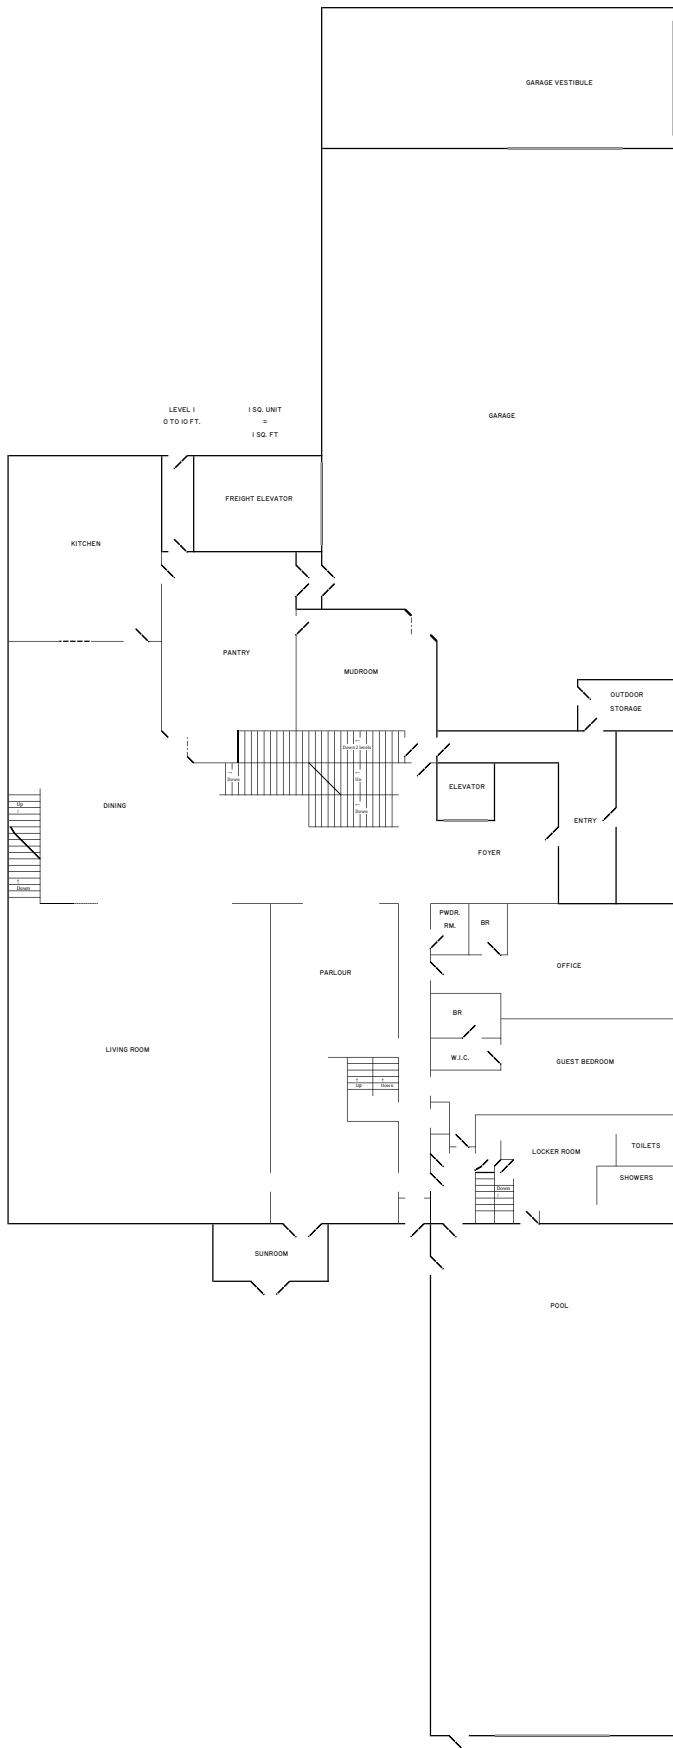 GARAGE VESTIBULE
GARAGE
LEVEL 1
0 TO 10 FT.
1 SQ. UNIT
=
1 SQ. FT
FREIGHT ELEVATOR
KITCHEN
PANTRY
MUDROOM
OUTDOOR
STORAGE
←
Down 2 levels
→
Down
←
Up
←
Down
ELEVATOR
Up
↓
DINING
ENTRY
FOYER
↑
Down
PWDR.
RM.
BR
OFFICE
PARLOUR
BR
LIVING ROOM
W.I.C.
GUEST BEDROOM
↑
Up
↑
Down
LOCKER ROOM
TOILETS
SHOWERS
Down
↓
SUNROOM
POOL